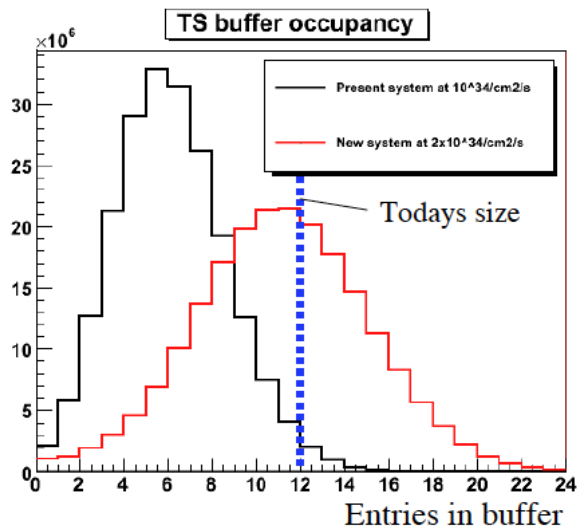 TS buffer occupancy
×10^6
Present system at 10^34/cm2/s
New system at 2x10^34/cm2/s
30
25
20
15
10
5
0
Todays size
0 2 4 6 8 10 12 14 16 18 20 22 24
Entries in buffer